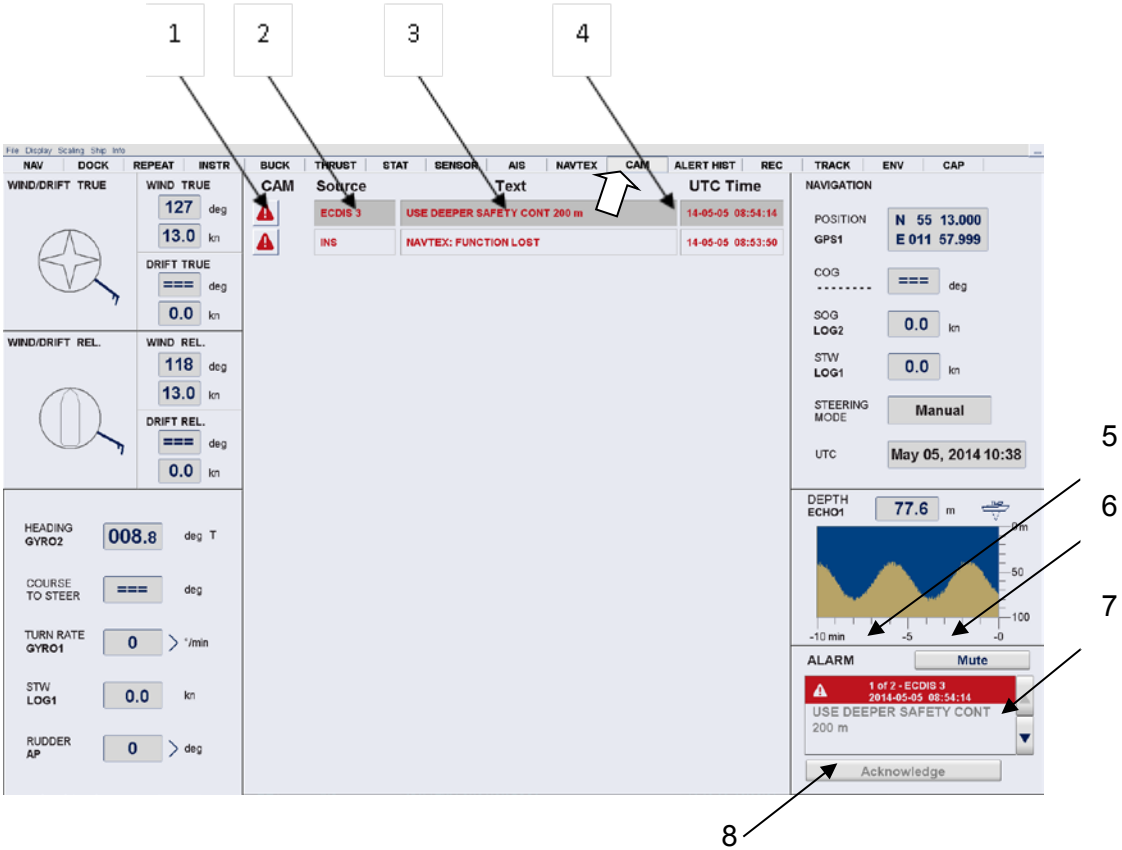 1 2 3 4
File Display Scaling Ship Info
NAV DOCK REPEAT INSTR BUCK THRUST STAT SENSOR AIS NAVTEX CAM ALERT HIST REC TRACK ENV CAP
WIND/DRIFT TRUE
WIND TRUE
127 deg
13.0 kn
DRIFT TRUE
=== deg
0.0 kn
WIND/DRIFT REL.
WIND REL.
118 deg
13.0 kn
DRIFT REL.
=== deg
0.0 kn
HEADING
GYRO2
008.8 deg T
COURSE
TO STEER
=== deg
TURN RATE
GYRO1
0 °/min
STW
LOG1
0.0 kn
RUDDER
AP
0 deg
CAM Source Text UTC Time
ECDIS 3 USE DEEPER SAFETY CONT 200 m 14-05-05 08:54:14
INS NAVTEX: FUNCTION LOST 14-05-05 08:53:50
NAVIGATION
POSITION N 55 13.000
GPS1 E 011 57.999
COG
-------- === deg
SOG
LOG2
0.0 kn
STW
LOG1
0.0 kn
STEERING
MODE
Manual
UTC May 05, 2014 10:38
DEPTH
ECHO1
77.6 m
0m
50
100
-10 min -5 -0
ALARM Mute
1 of 2 - ECDIS 3
2014-05-05 08:54:14
USE DEEPER SAFETY CONT
200 m
Acknowledge
5
6
7
8